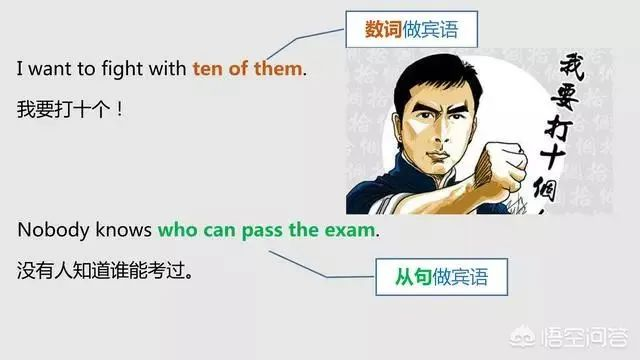 数词做宾语
I want to fight with ten of them.
我要打十个！
我要打十個
Nobody knows who can pass the exam.
没有人知道谁能考过。
从句做宾语
悟空问答